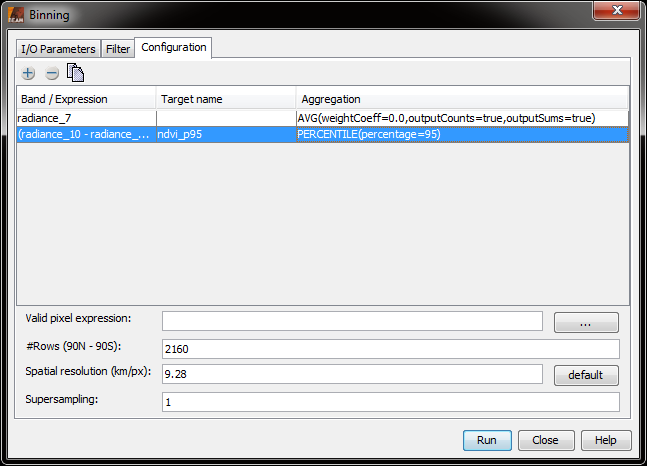 BEAM Binning
I/O Parameters Filter Configuration
Band / Expression Target name Aggregation
radiance_7 AVG(weightCoeff=0.0,outputCounts=true,outputSums=true)
(radiance_10 - radiance_... ndvi_p95 PERCENTILE(percentage=95)
Valid pixel expression: ...
#Rows (90N - 90S): 2160
Spatial resolution (km/px): 9.28 default
Supersampling: 1
Run Close Help